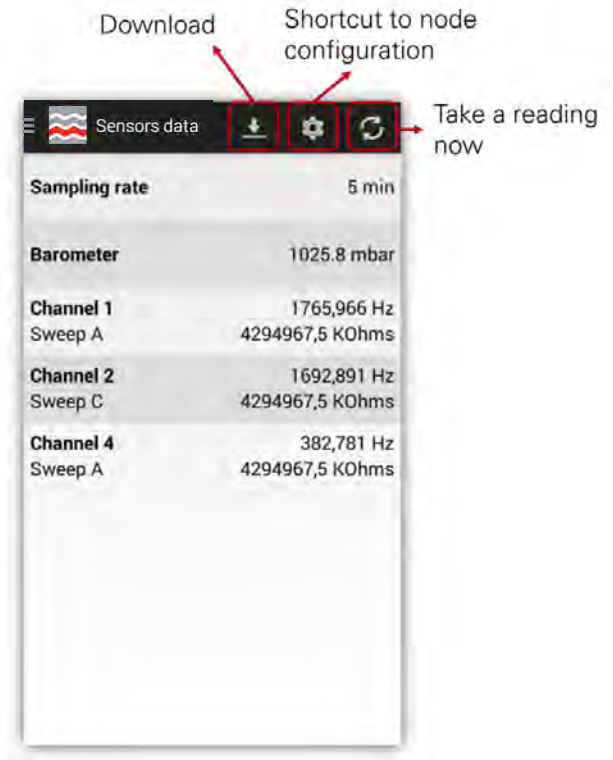 Download
Shortcut to node
configuration
Sensors data
Take a reading
now
Sampling rate 5 min
Barometer 1025.8 mbar
Channel 1 1765,966 Hz
Sweep A 4294967,5 KOhms
Channel 2 1692,891 Hz
Sweep C 4294967,5 KOhms
Channel 4 382,781 Hz
Sweep A 4294967,5 KOhms